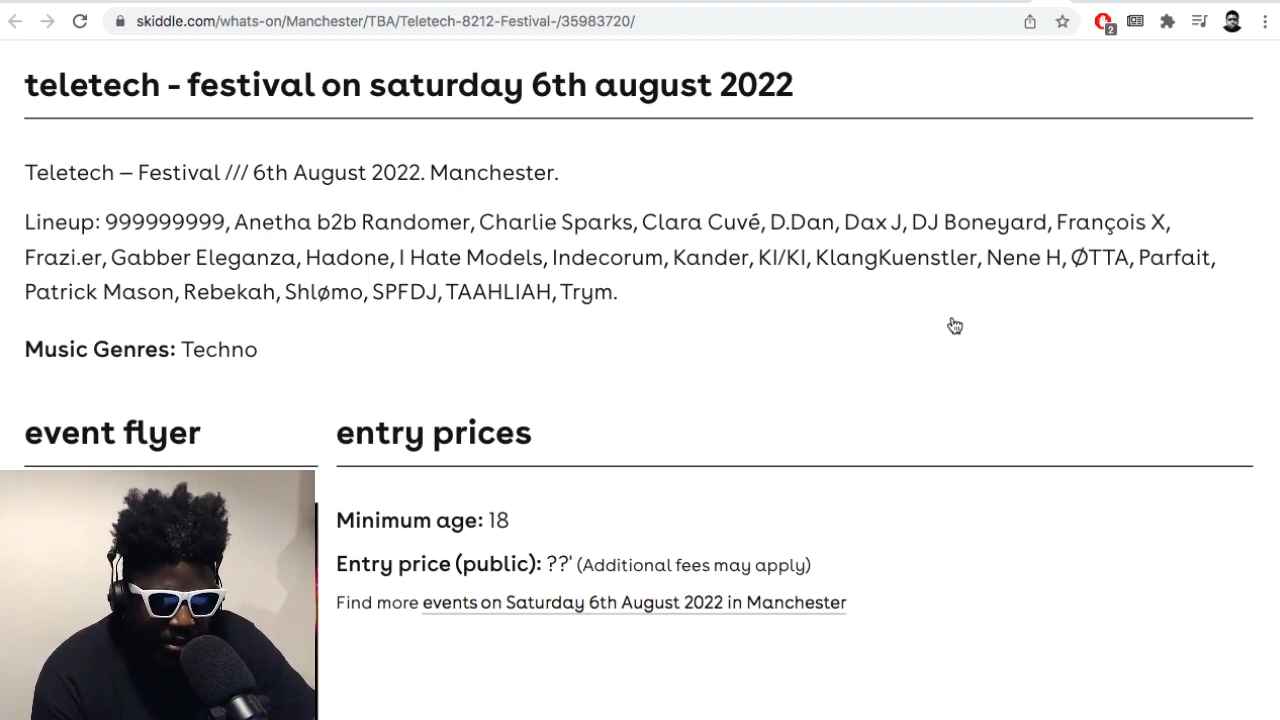 skiddle.com/whats-on/Manchester/TBA/Teletech-8212-Festival-/35983720/
2
teletech - festival on saturday 6th august 2022
Teletech – Festival /// 6th August 2022. Manchester.
Lineup: 999999999, Anetha b2b Randomer, Charlie Sparks, Clara Cuvé, D.Dan, Dax J, DJ Boneyard, François X,
Frazi.er, Gabber Eleganza, Hadone, I Hate Models, Indecorum, Kander, KI/KI, KlangKuenstler, Nene H, ØTTA, Parfait,
Patrick Mason, Rebekah, Shlømo, SPFDJ, TAAHLIAH, Trym.
Music Genres: Techno
event flyer
entry prices
Minimum age: 18
Entry price (public): ??' (Additional fees may apply)
Find more events on Saturday 6th August 2022 in Manchester